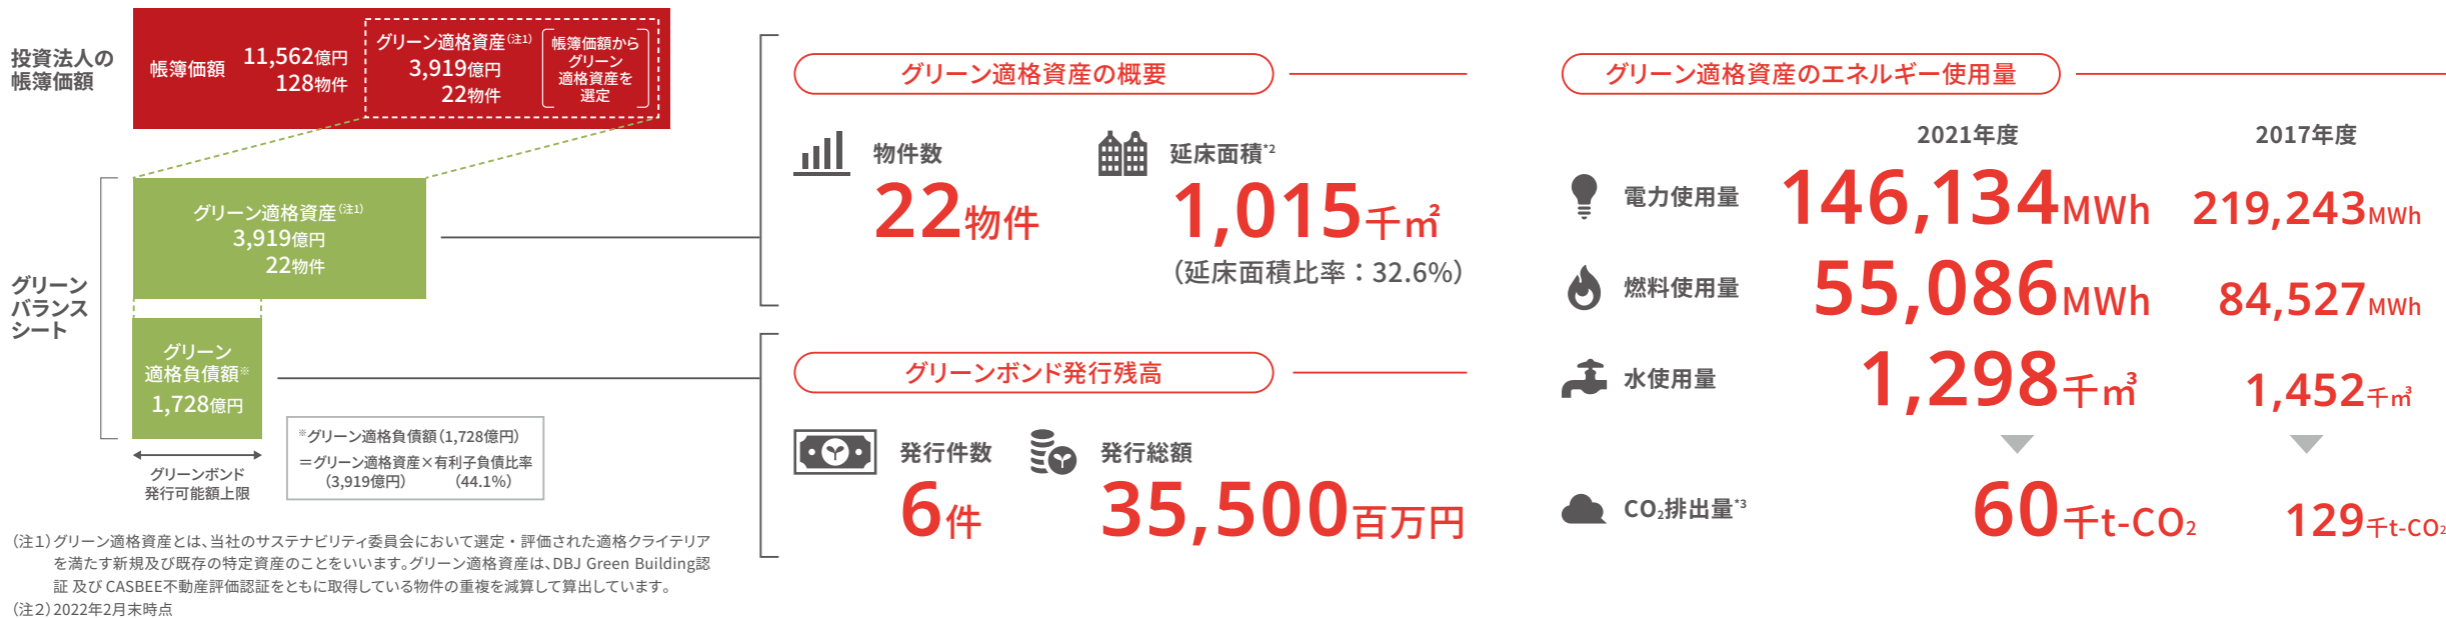 投資法人の
帳簿価額
帳簿価額
11,562億円
128物件
グリーン適格資産(注1)
3,919億円
22物件
帳簿価額から
グリーン
適格資産を
選定
グリーン
バランス
シート
グリーン適格資産(注1)
3,919億円
22物件
グリーン
適格負債額※
1,728億円
グリーンボンド
発行可能額上限
※グリーン適格負債額(1,728億円)
＝グリーン適格資産×有利子負債比率
(3,919億円) (44.1%)
(注1)グリーン適格資産とは、当社のサステナビリティ委員会において選定・評価された適格クライテリア
を満たす新規及び既存の特定資産のことをいいます。グリーン適格資産は、DBJ Green Building認
証 及び CASBEE不動産評価認証をともに取得している物件の重複を減算して算出しています。
(注2)2022年2月末時点
グリーン適格資産の概要
物件数
22物件
延床面積*2
1,015千㎡
(延床面積比率：32.6%)
グリーンボンド発行残高
発行件数
6件
発行総額
35,500百万円
グリーン適格資産のエネルギー使用量
2021年度 2017年度
電力使用量 146,134MWh 219,243MWh
燃料使用量 55,086MWh 84,527MWh
水使用量 1,298千㎥ 1,452千㎥
CO₂排出量*3 60千t-CO₂ 129千t-CO₂